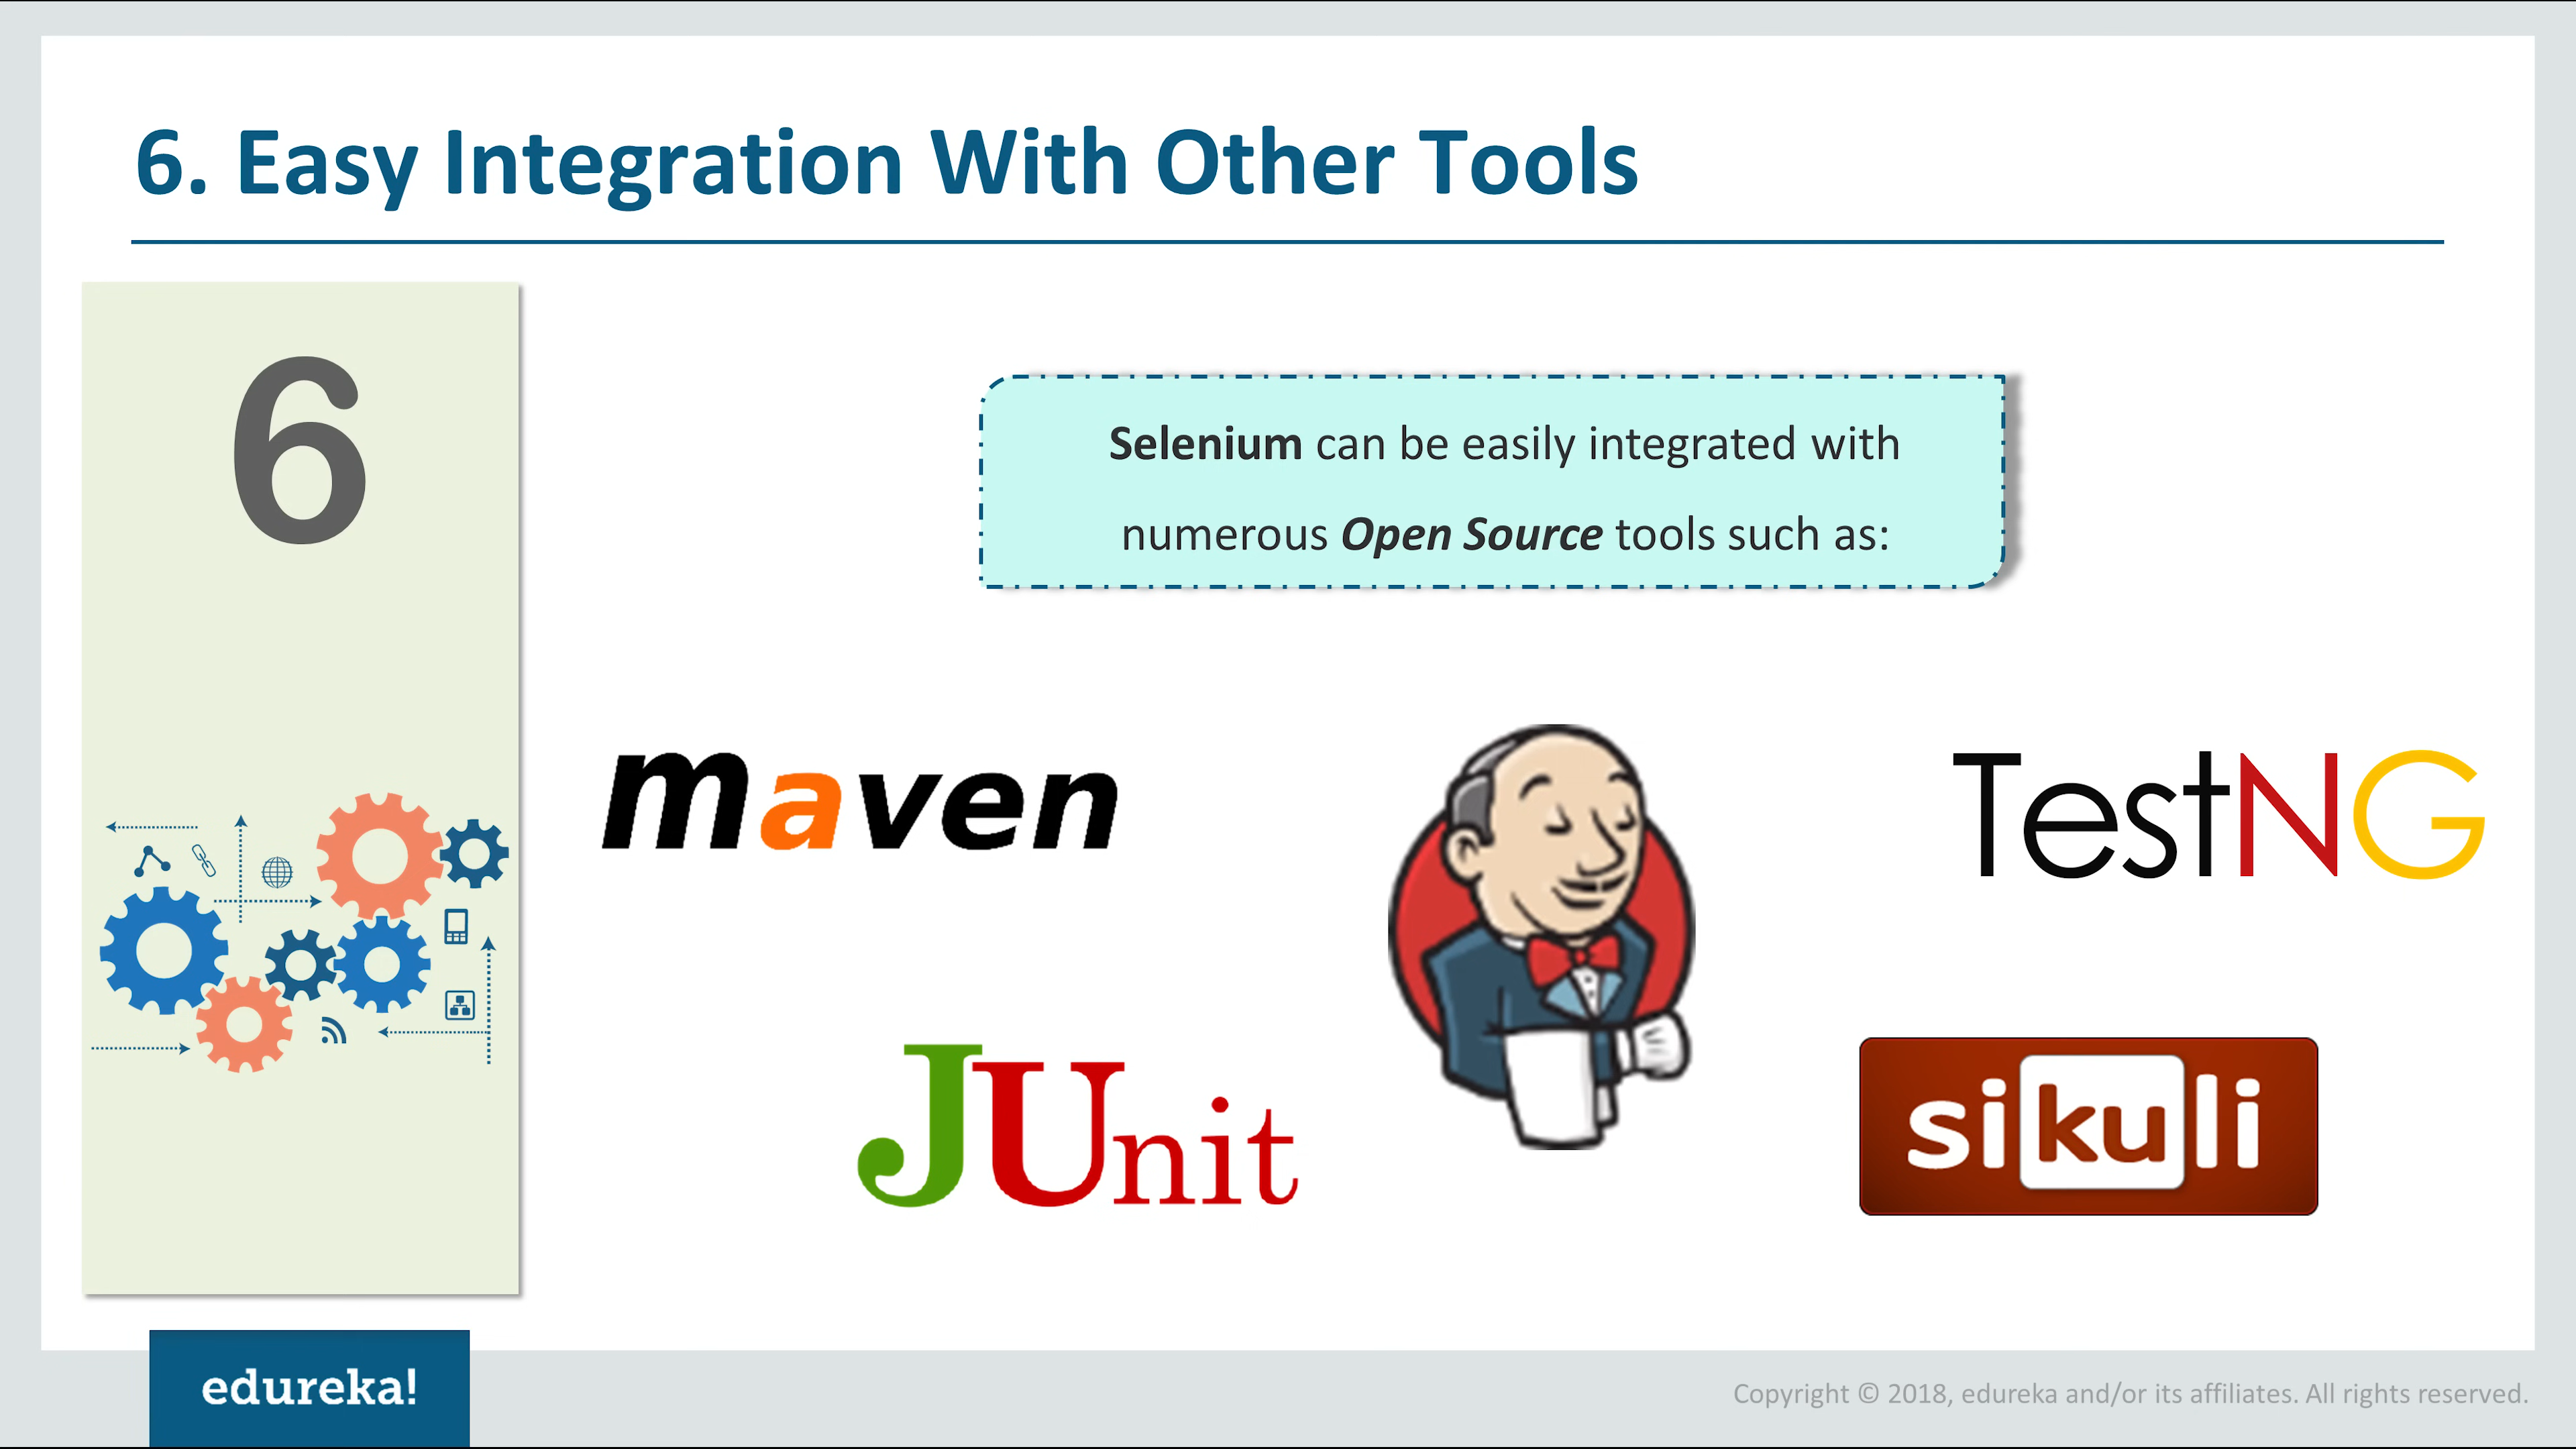 6. Easy Integration With Other Tools
6
Selenium can be easily integrated with
numerous Open Source tools such as:
maven
TestNG
JUnit
sikuli
edureka!
Copyright © 2018, edureka and/or its affiliates. All rights reserved.